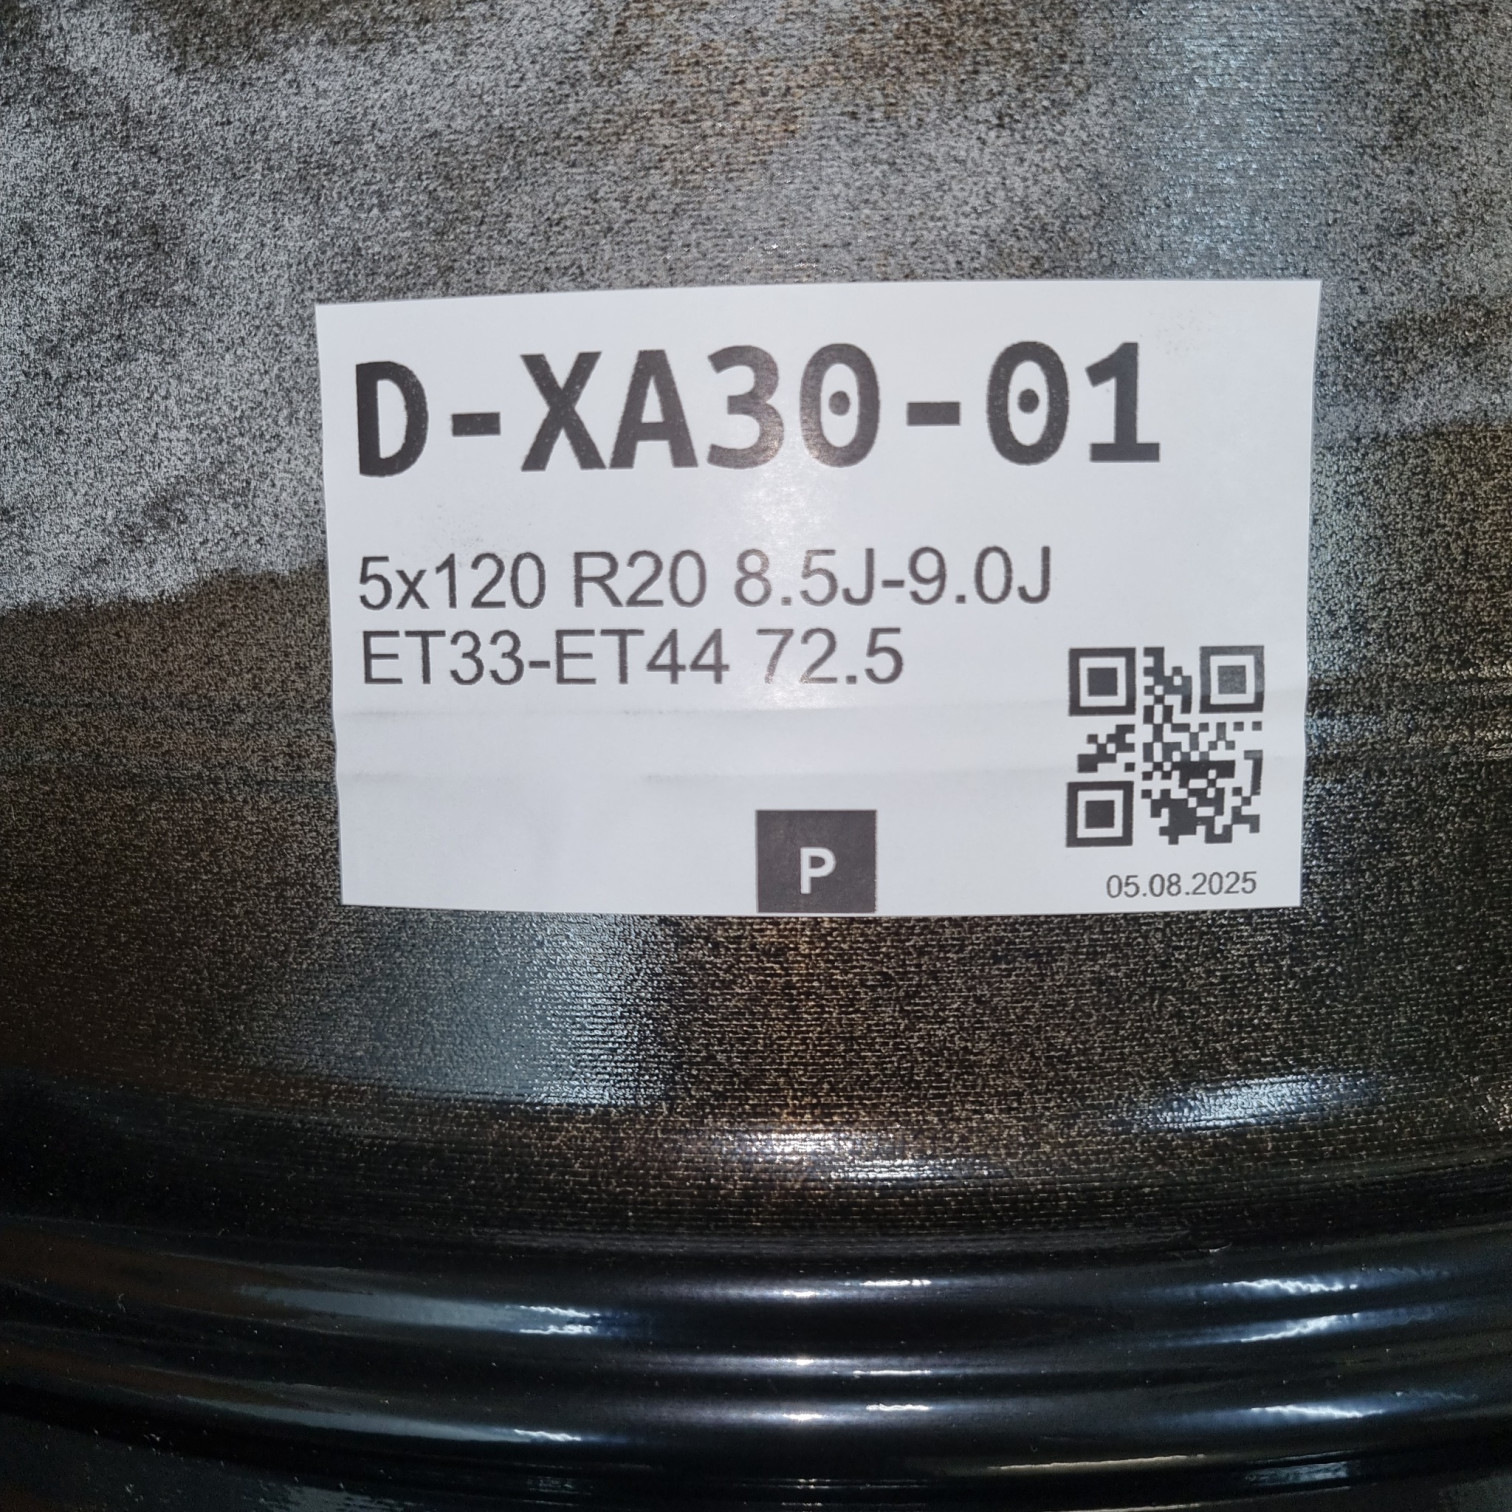 D-XA30-01
5x120 R20 8.5J-9.0J
ET33-ET44 72.5
P
05.08.2025